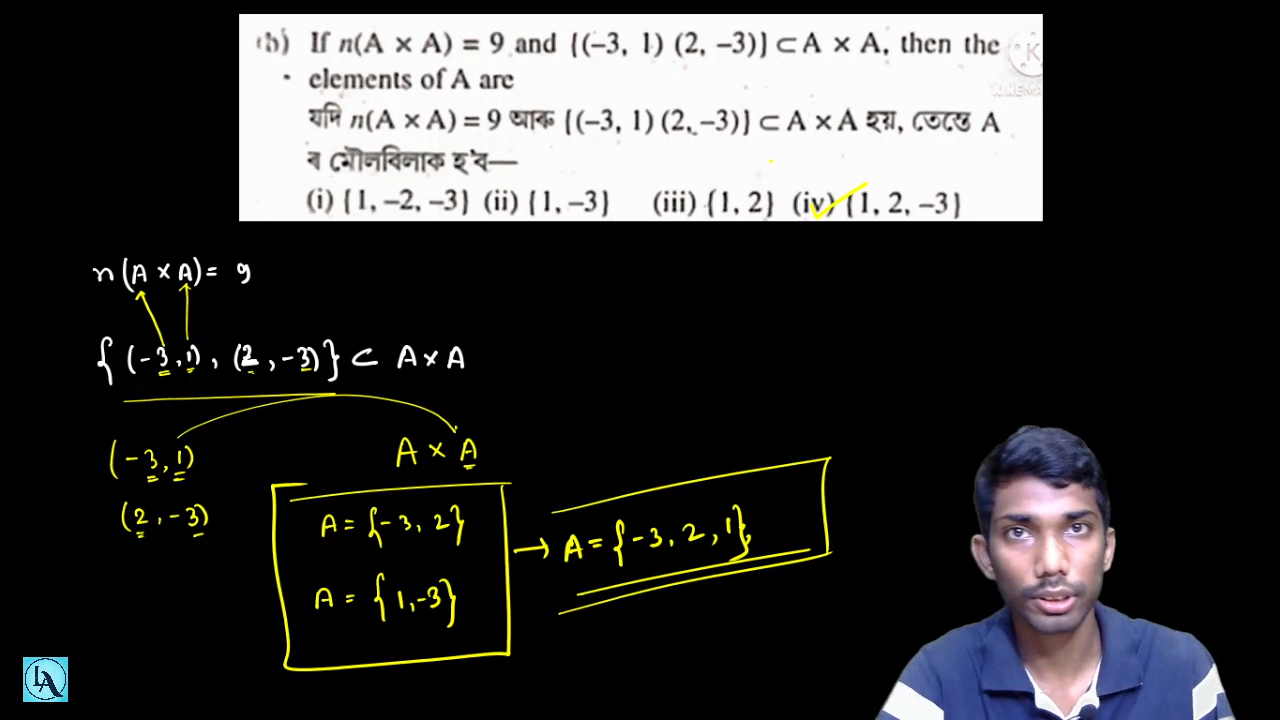 (b) If n(A × A) = 9 and {(–3, 1) (2, –3)} ⊂ A × A, then the
elements of A are
যদি n(A × A) = 9 আৰু {(–3, 1) (2, –3)} ⊂ A × A হয়, তেন্তে A
ৰ মৌলবিলাক হ'ব—
(i) {1, –2, –3} (ii) {1, –3} (iii) {1, 2} (iv) {1, 2, –3}
n(A × A) = 9
{(-3, 1), (2, -3)} ⊂ A×A
(-3, 1)
(2, -3)
A × A
A = {-3, 2}
A = {1, -3}
→ A = {-3, 2, 1}
LA